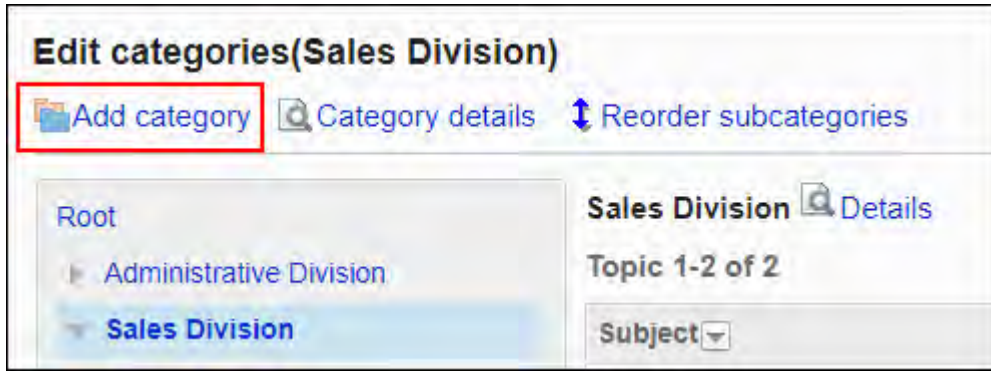 Edit categories(Sales Division)
Add category Category details Reorder subcategories
Root
Administrative Division
Sales Division
Sales Division Details
Topic 1-2 of 2
Subject